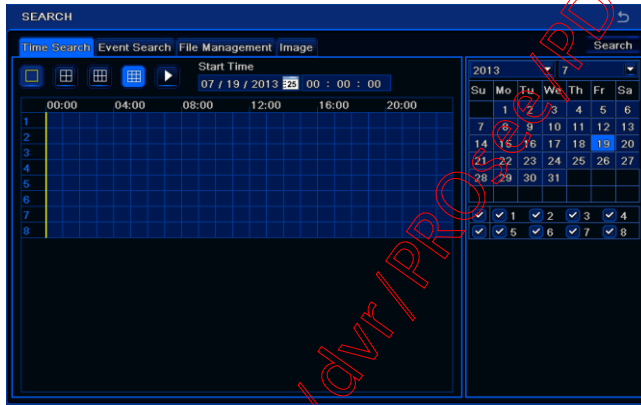 SEARCH
Time Search Event Search File Management Image Search
Start Time
07 / 19 / 2013 00 : 00 : 00
00:00 04:00 08:00 12:00 16:00 20:00
1
2
3
4
5
6
7
8
2013 7
Su Mo Tu We Th Fr Sa
1 2 3 4 5 6
7 8 9 10 11 12 13
14 15 16 17 18 19 20
21 22 23 24 25 26 27
28 29 30 31
1 2 3 4
5 6 7 8
/dvr/PROsee/PD